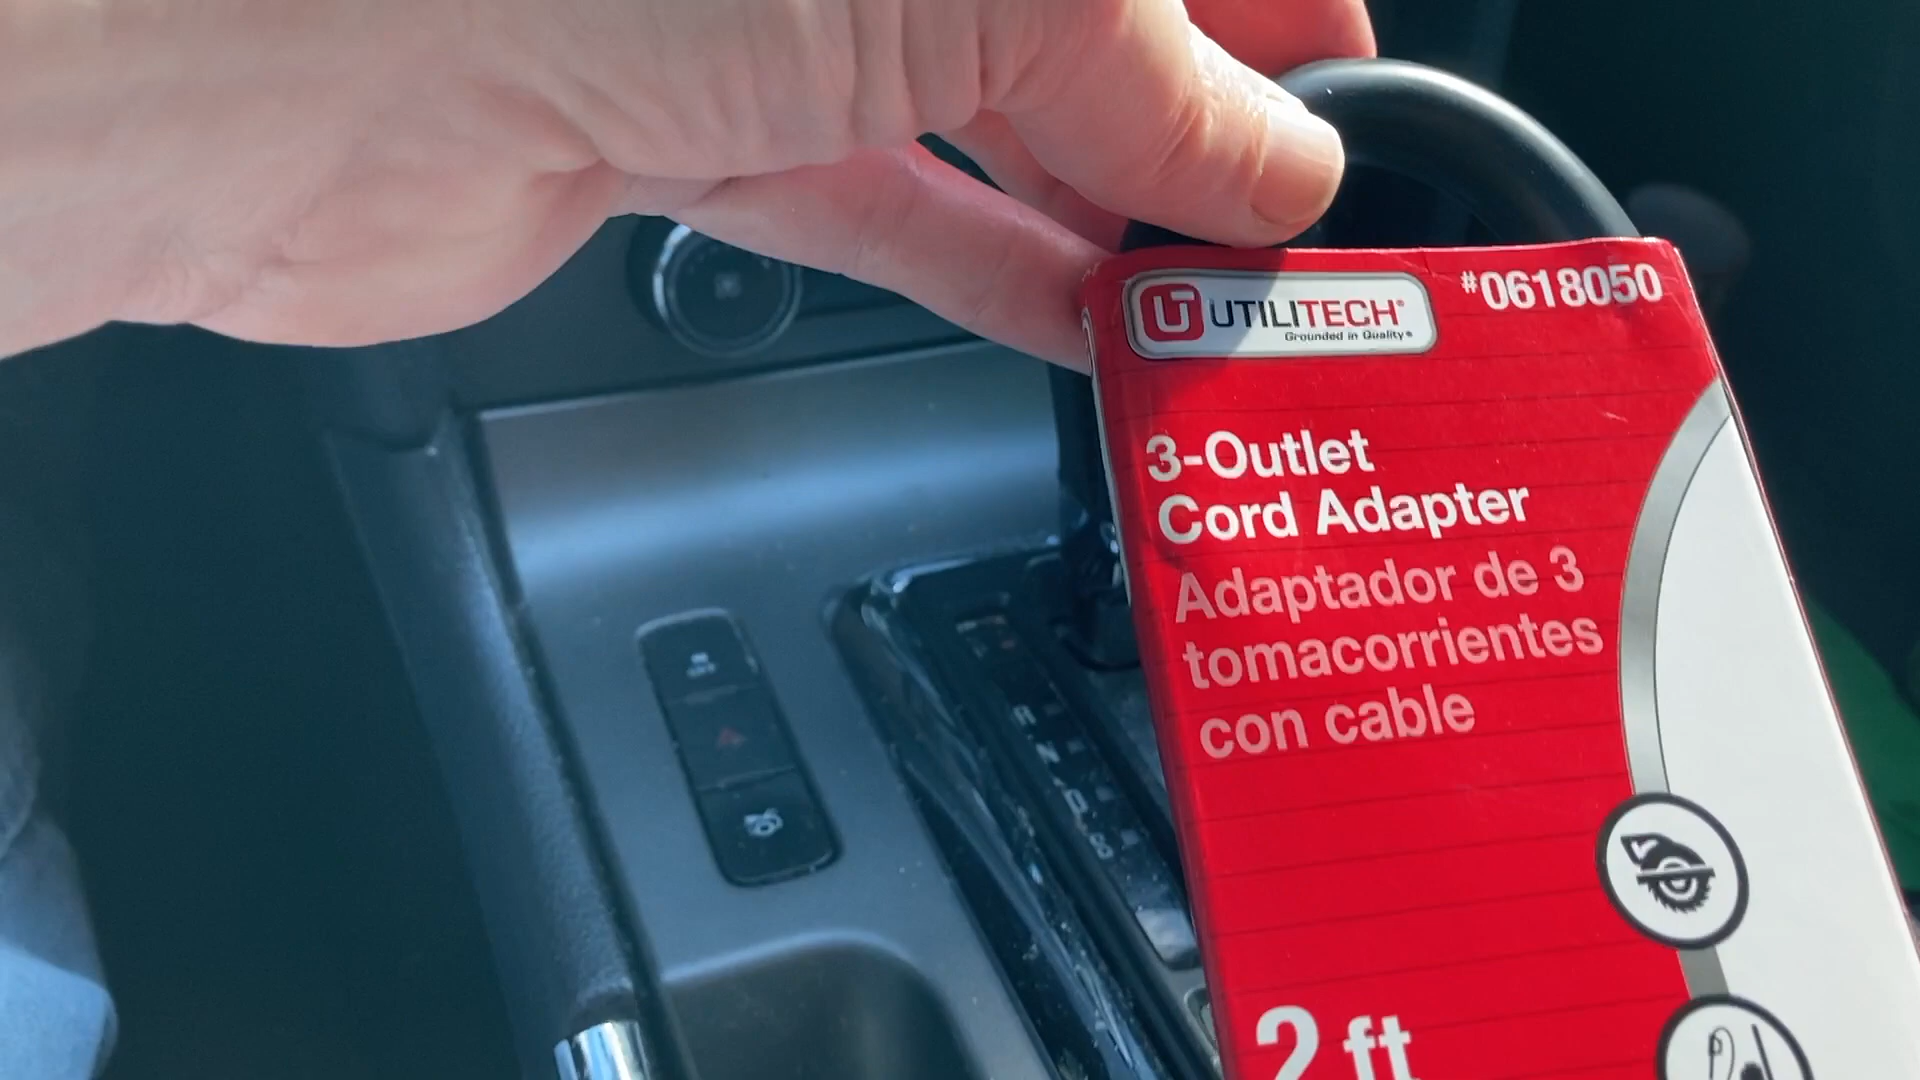 UTILITECH®
Grounded in Quality®
#0618050
3-Outlet
Cord Adapter
Adaptador de 3
tomacorrientes
con cable
2 ft
R
N
D